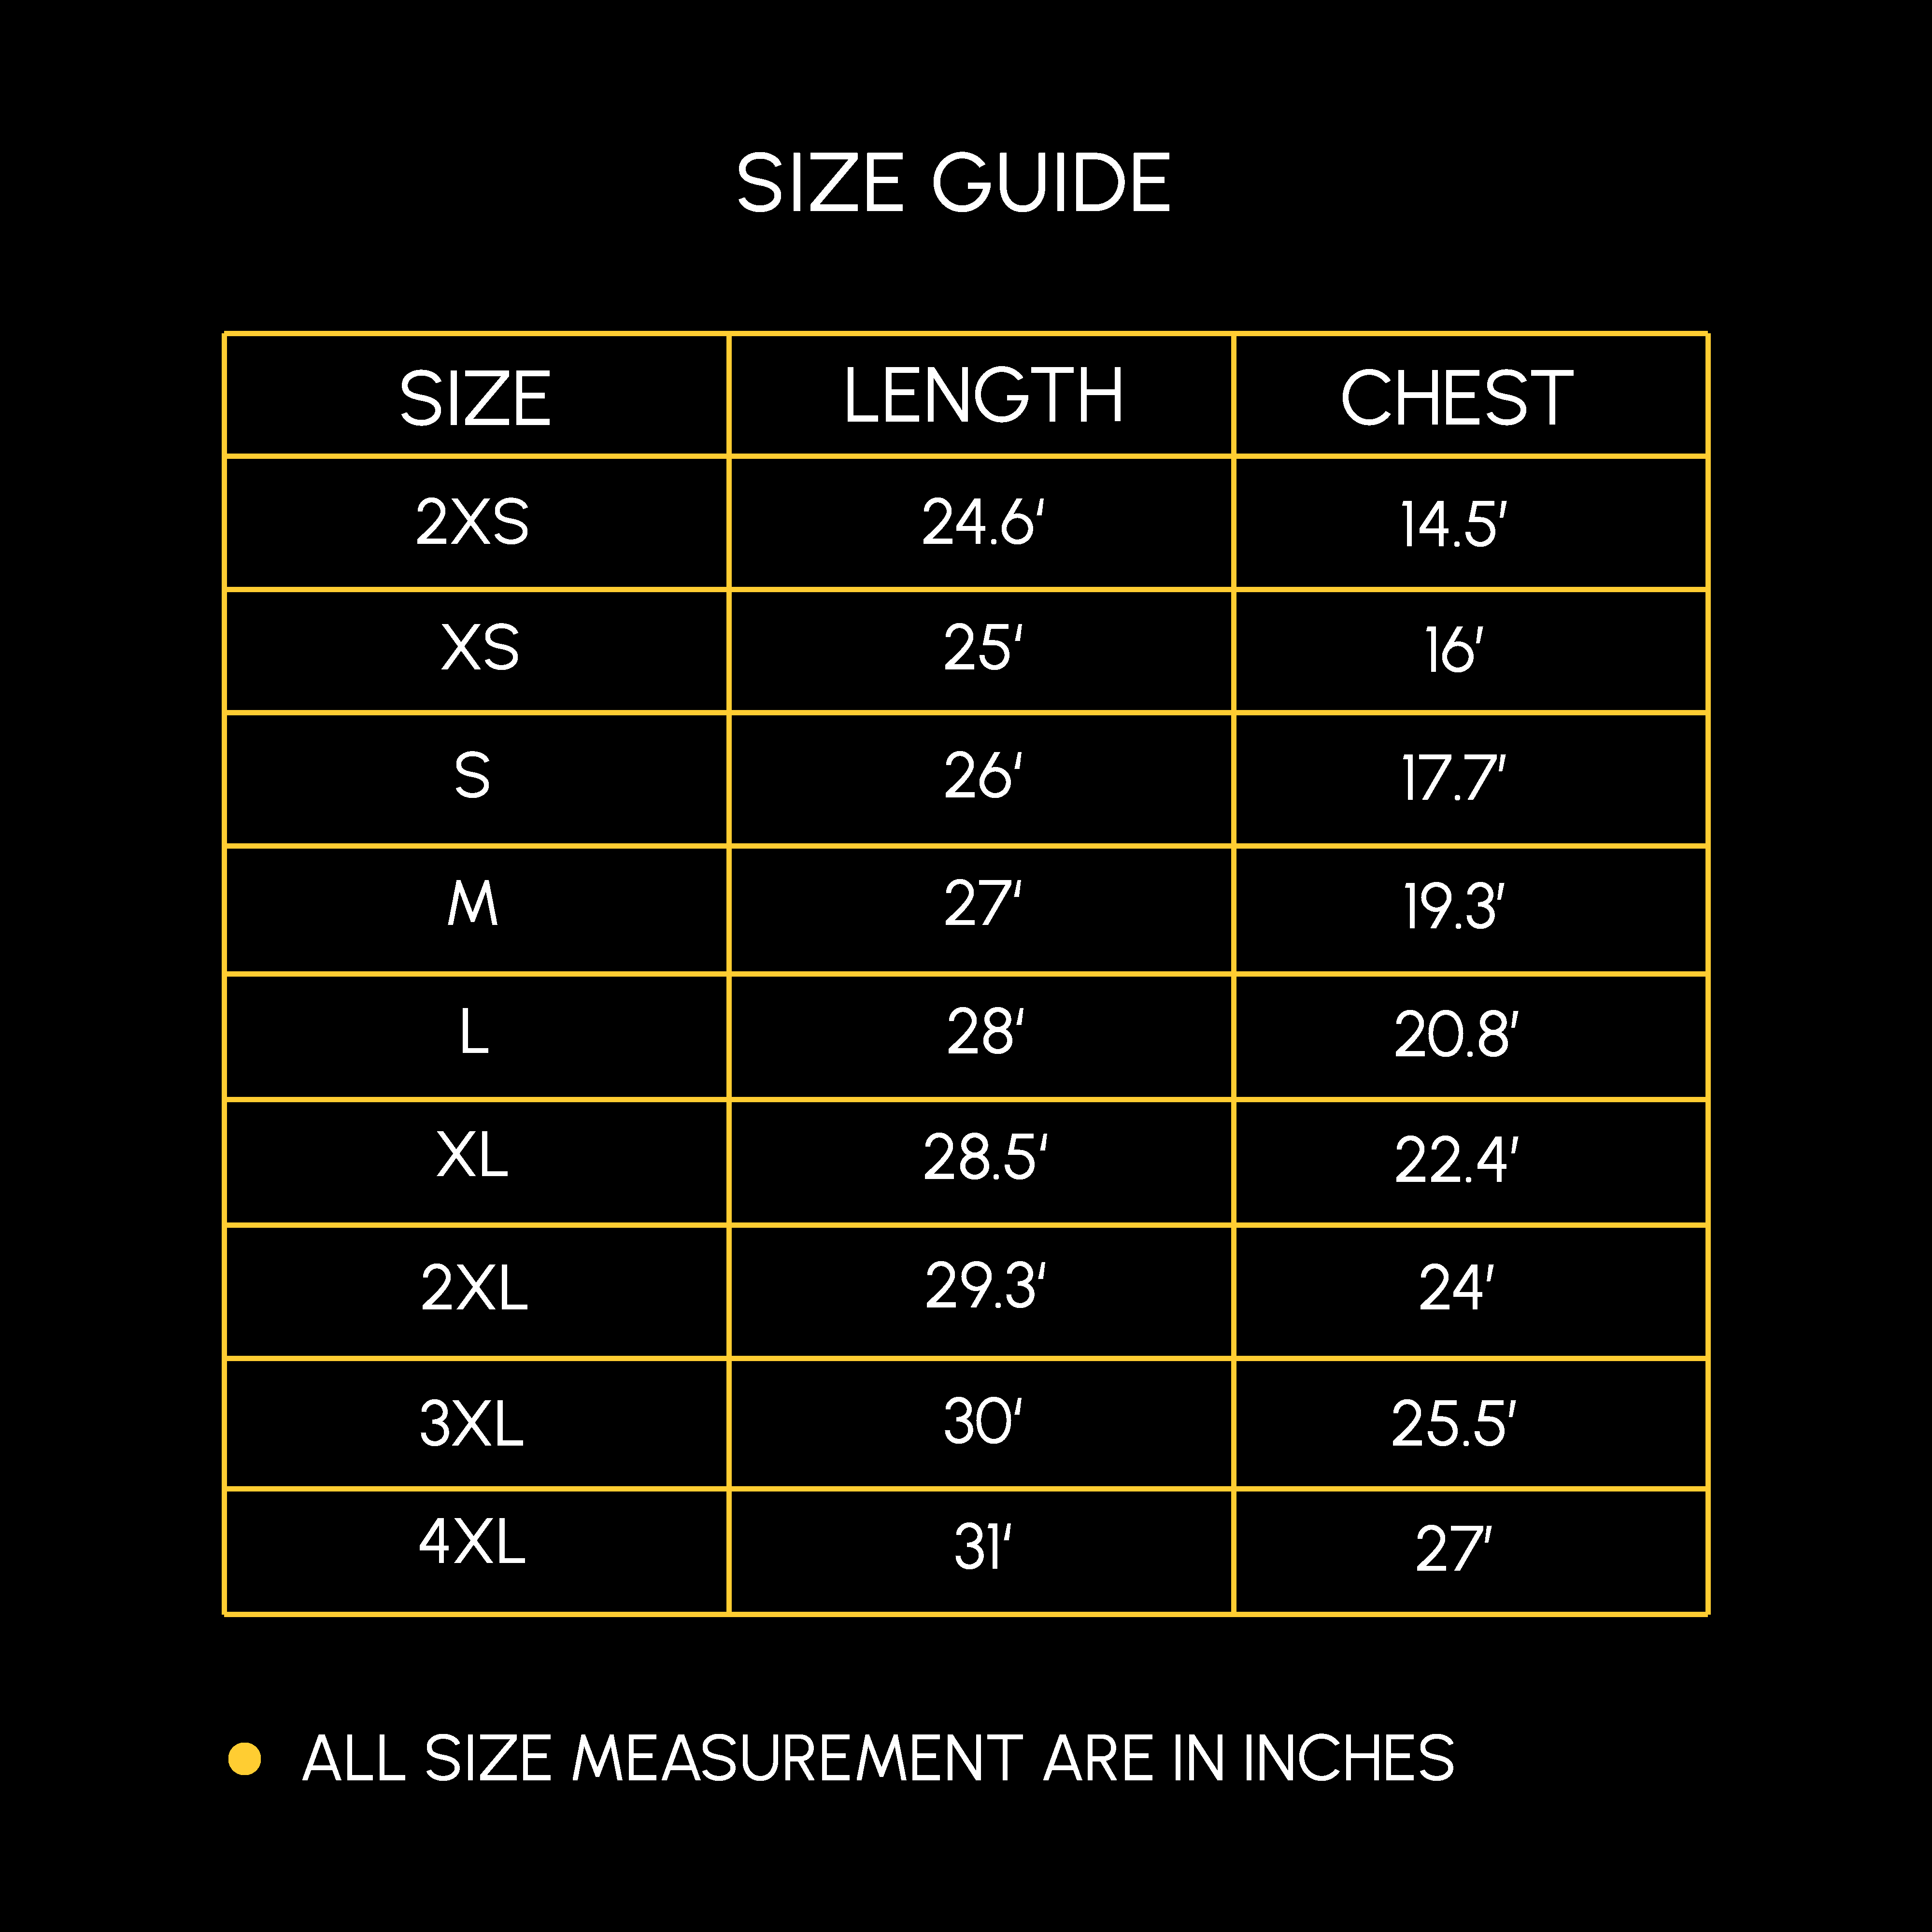 SIZE GUIDE
SIZE LENGTH CHEST
2XS 24.6' 14.5'
XS 25' 16'
S 26' 17.7'
M 27' 19.3'
L 28' 20.8'
XL 28.5' 22.4'
2XL 29.3' 24'
3XL 30' 25.5'
4XL 31' 27'
ALL SIZE MEASUREMENT ARE IN INCHES